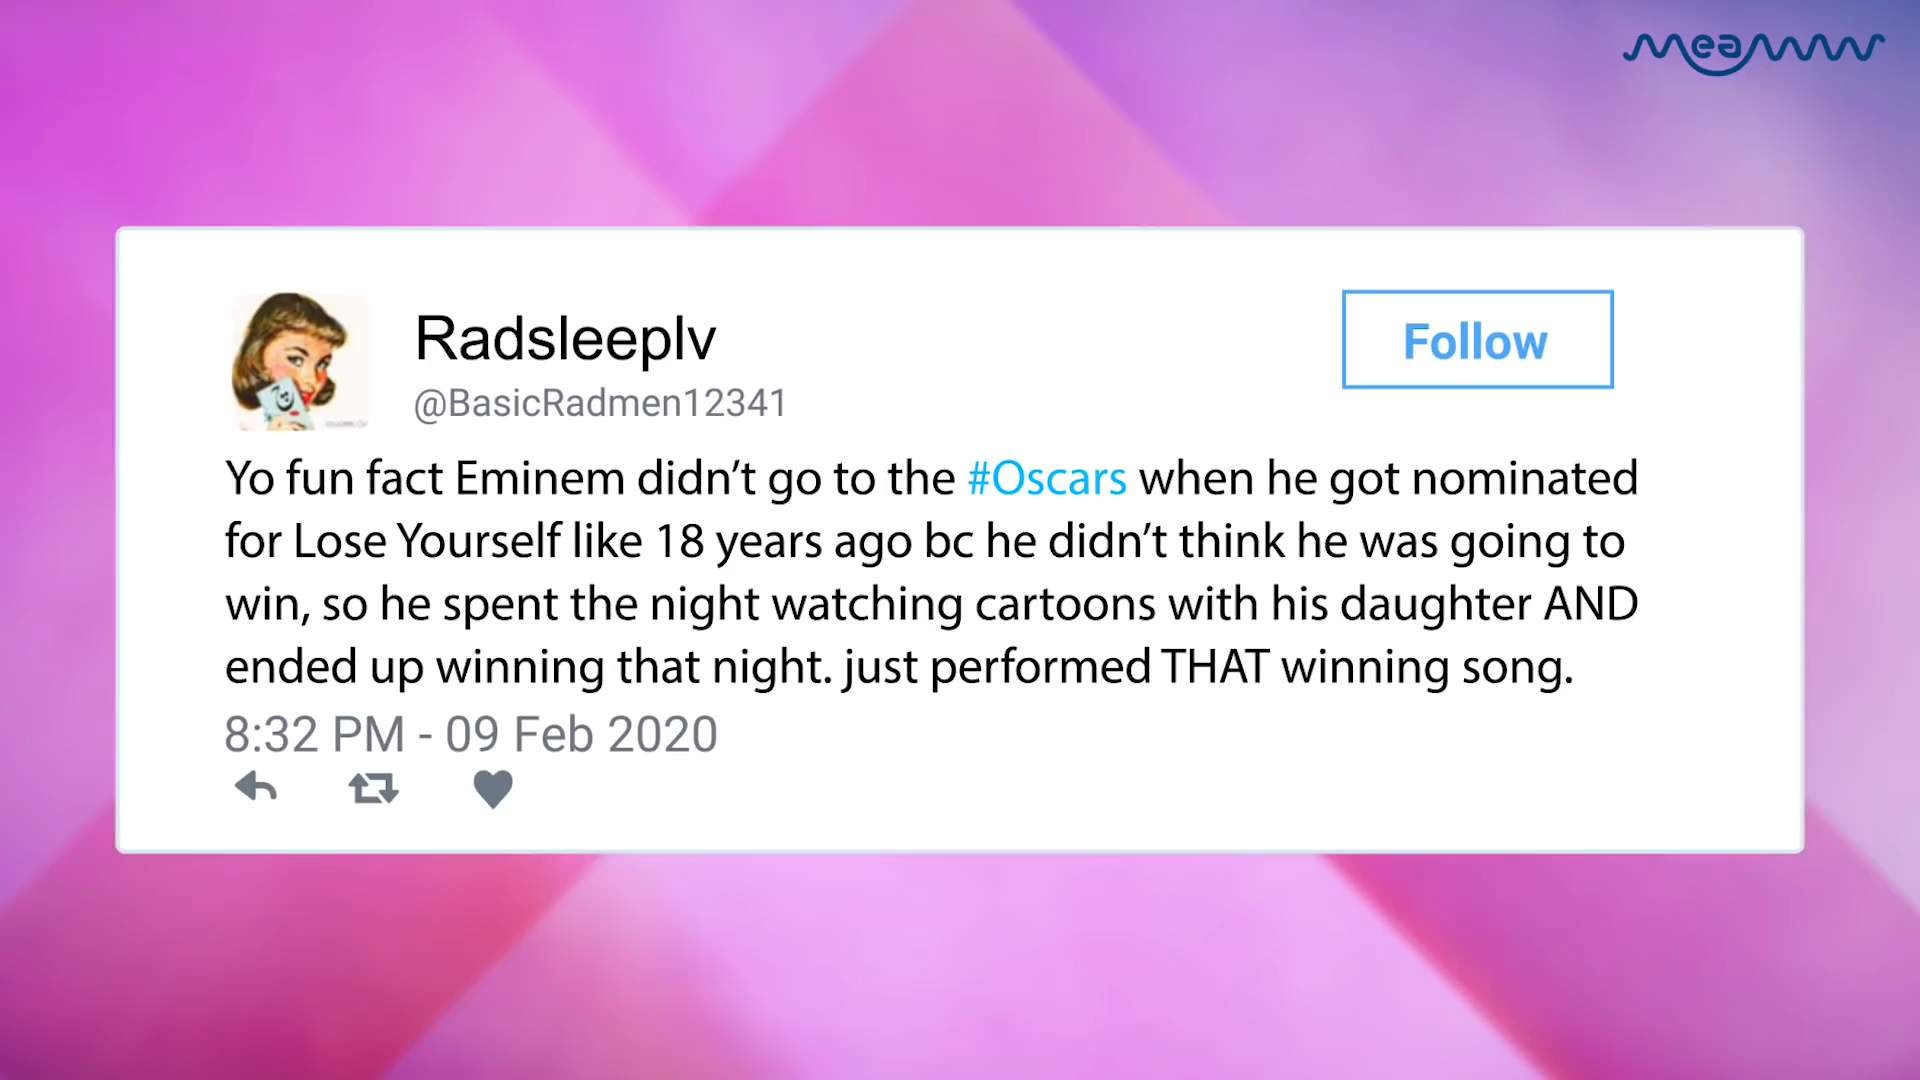 meaww
Radsleeplv
Follow
@BasicRadmen12341
Yo fun fact Eminem didn’t go to the #Oscars when he got nominated
for Lose Yourself like 18 years ago bc he didn’t think he was going to
win, so he spent the night watching cartoons with his daughter AND
ended up winning that night. just performed THAT winning song.
8:32 PM - 09 Feb 2020